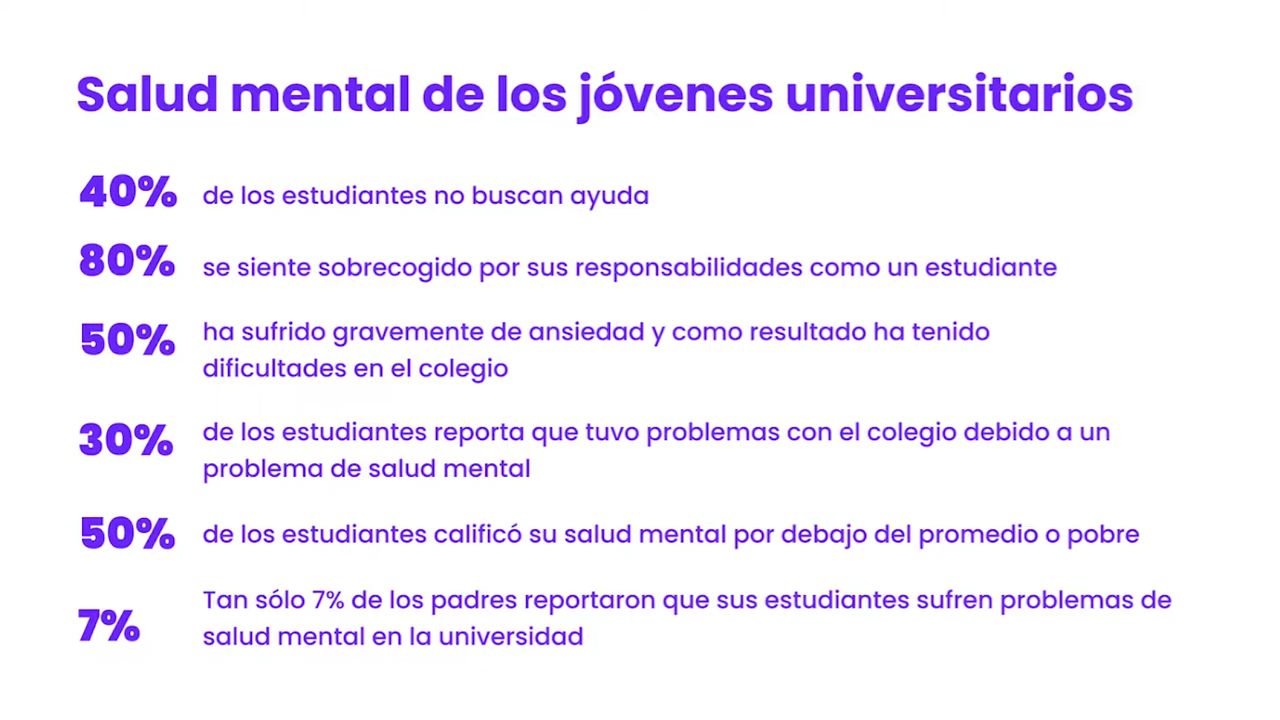 Salud mental de los jóvenes universitarios
40% de los estudiantes no buscan ayuda
80% se siente sobrecogido por sus responsabilidades como un estudiante
50% ha sufrido gravemente de ansiedad y como resultado ha tenido
dificultades en el colegio
30% de los estudiantes reporta que tuvo problemas con el colegio debido a un
problema de salud mental
50% de los estudiantes calificó su salud mental por debajo del promedio o pobre
7% Tan sólo 7% de los padres reportaron que sus estudiantes sufren problemas de
salud mental en la universidad